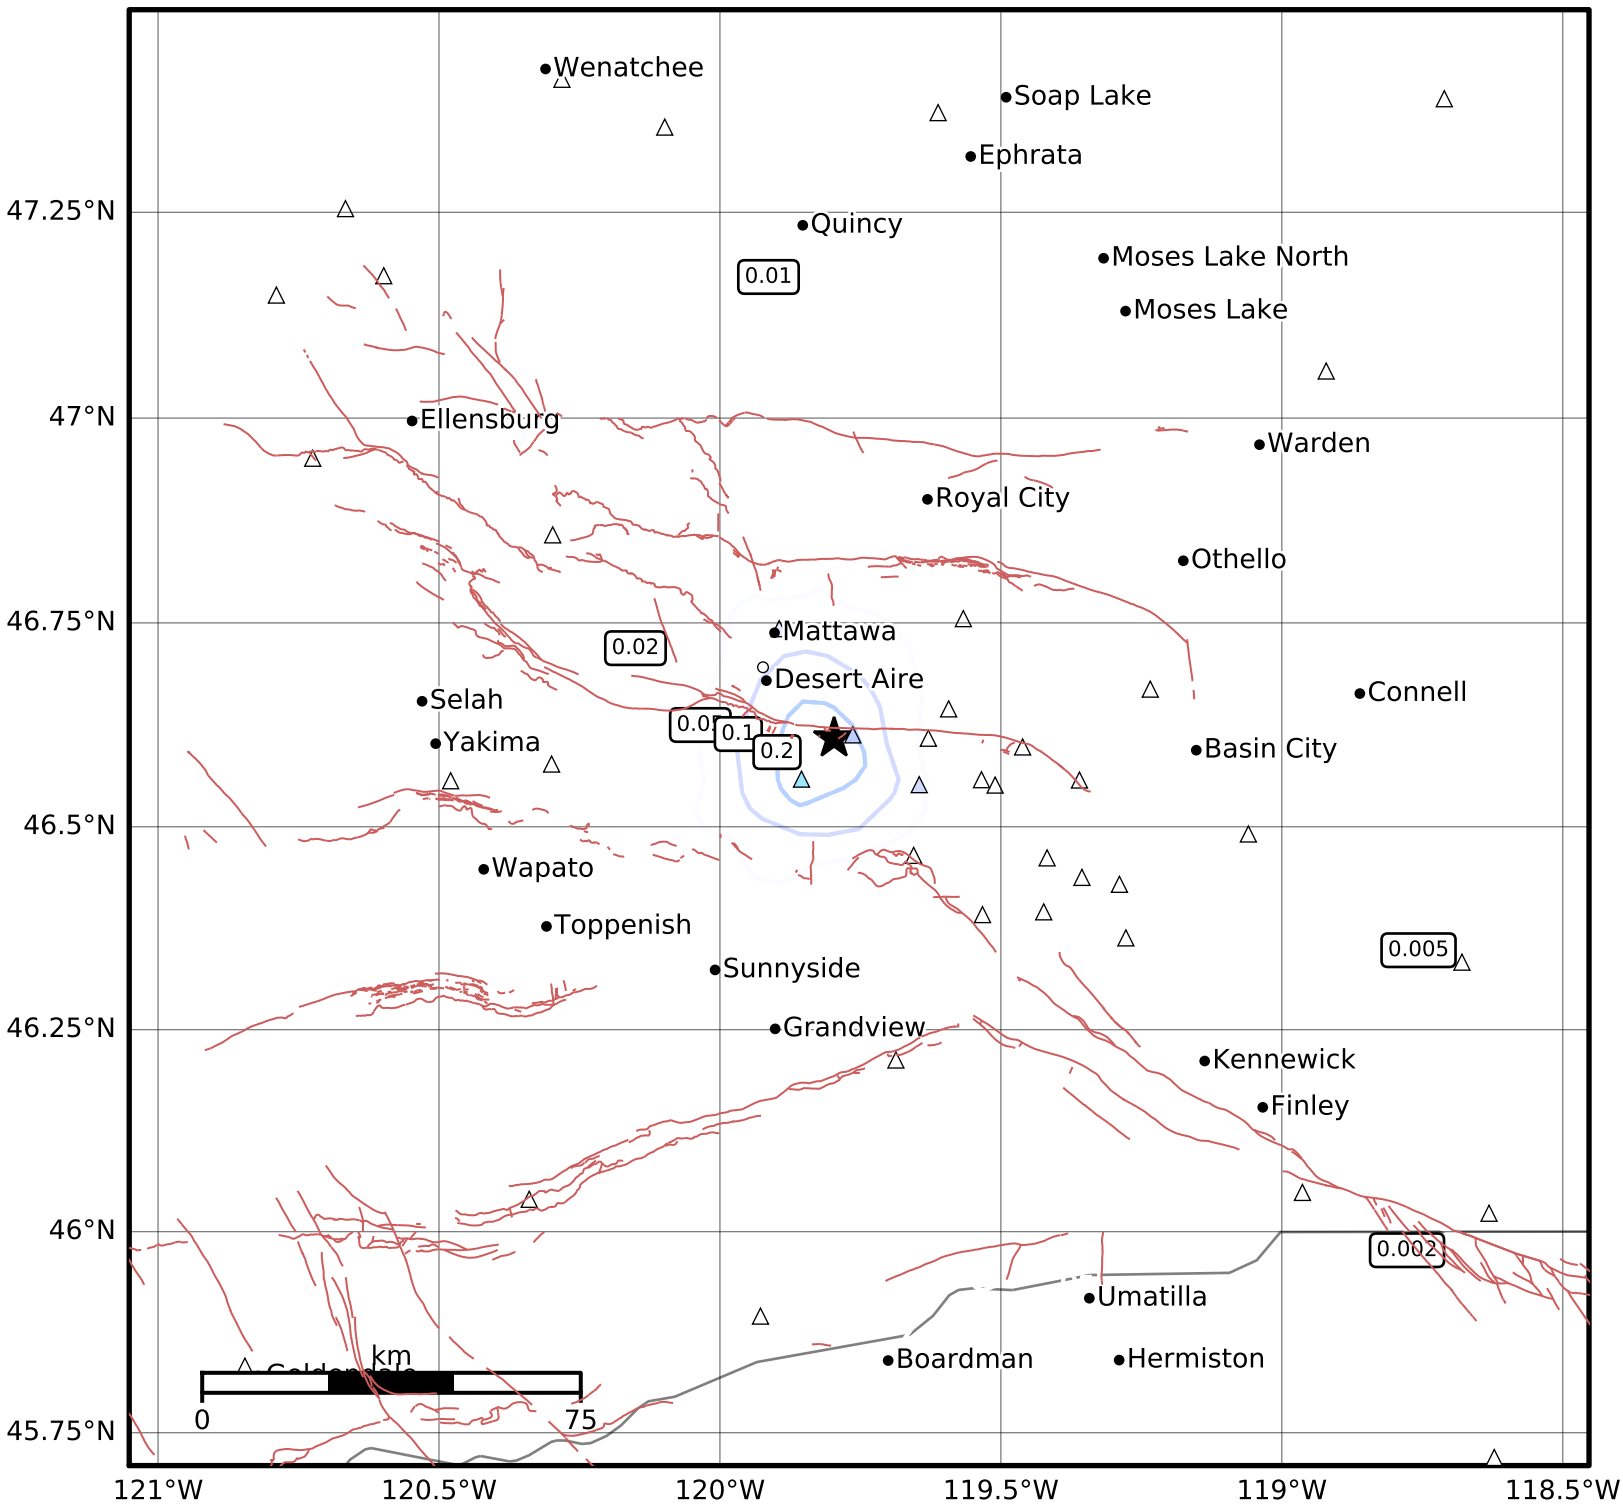 Wenatchee
Soap Lake
Ephrata
47.25°N
Quincy
Moses Lake North
0.01
Moses Lake
47°N
Ellensburg
Warden
Royal City
Othello
46.75°N
Mattawa
0.02
Desert Aire
Selah
Connell
0.05
0.1
0.2
Yakima
Basin City
46.5°N
Wapato
Toppenish
0.005
Sunnyside
46.25°N
Grandview
Kennewick
Finley
46°N
0.002
Umatilla
km
Boardman
Hermiston
Goldendale
0
75
45.75°N
121°W
120.5°W
120°W
119.5°W
119°W
118.5°W